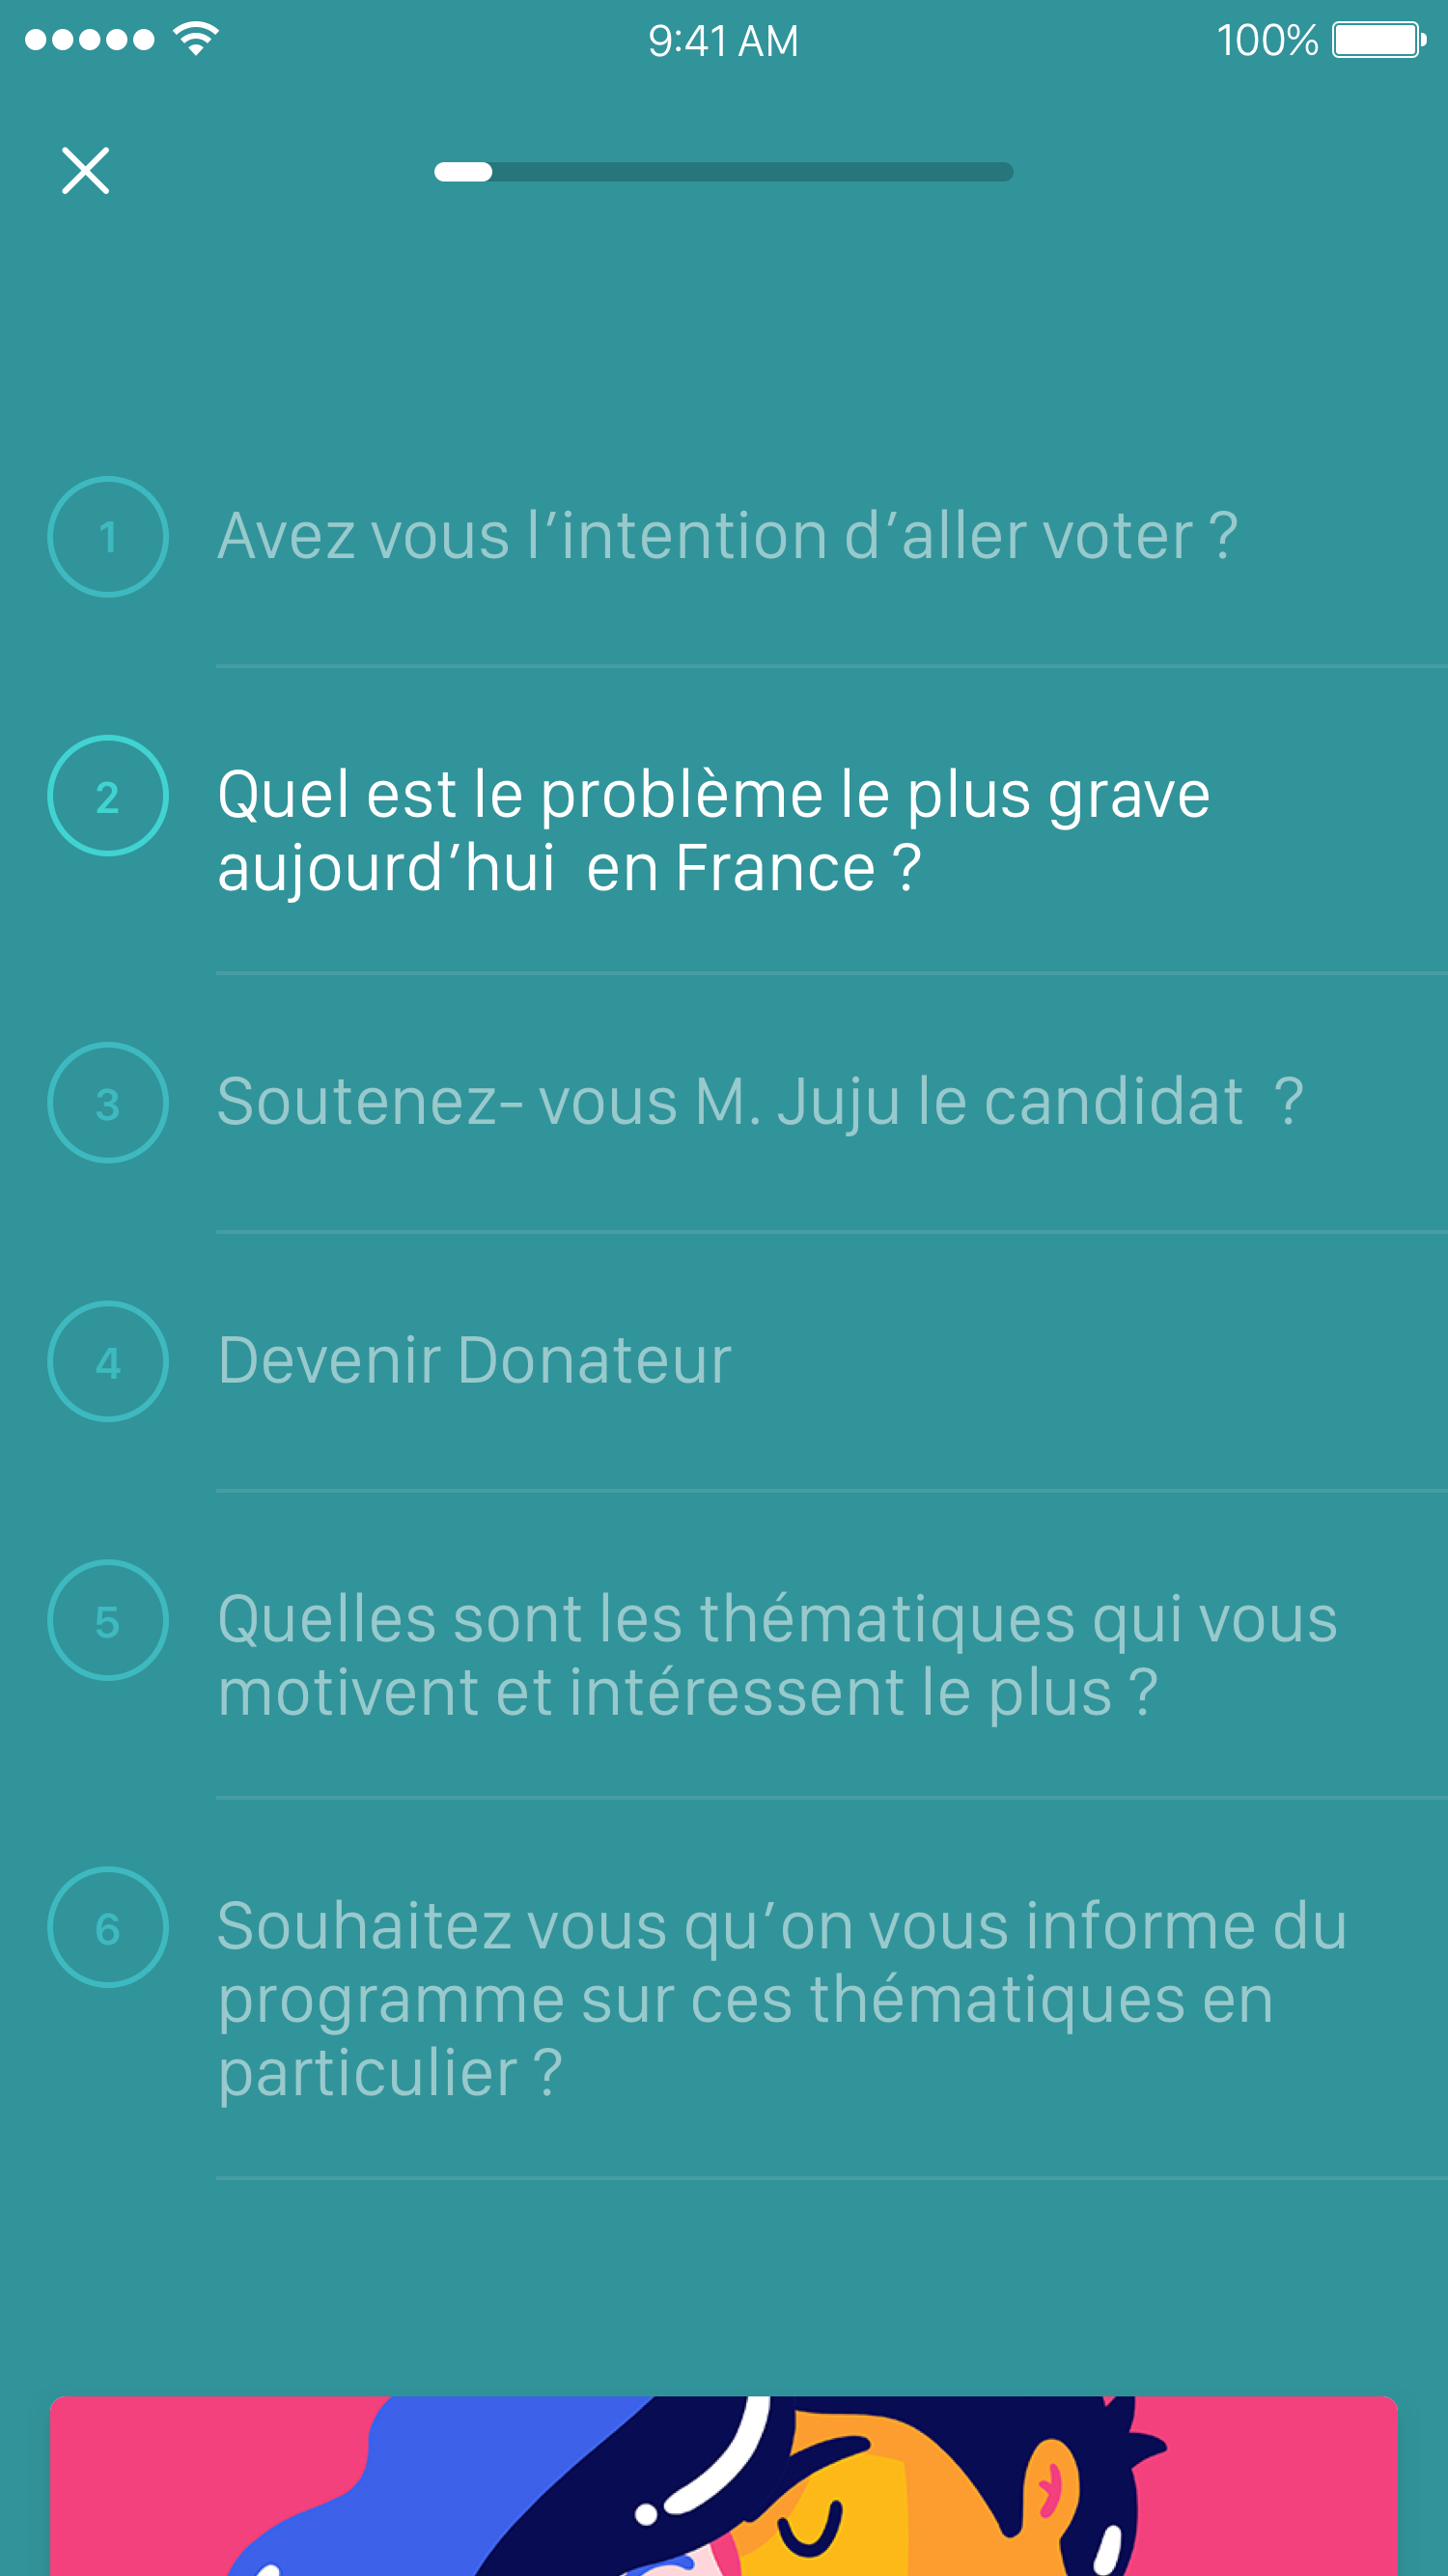 9:41 AM
100%
1
Avez vous l’intention d’aller voter ?
2
Quel est le problème le plus grave
aujourd’hui  en France ?
3
Soutenez- vous M. Juju le candidat  ?
4
Devenir Donateur
5
Quelles sont les thématiques qui vous
motivent et intéressent le plus ?
6
Souhaitez vous qu’on vous informe du
programme sur ces thématiques en
particulier ?